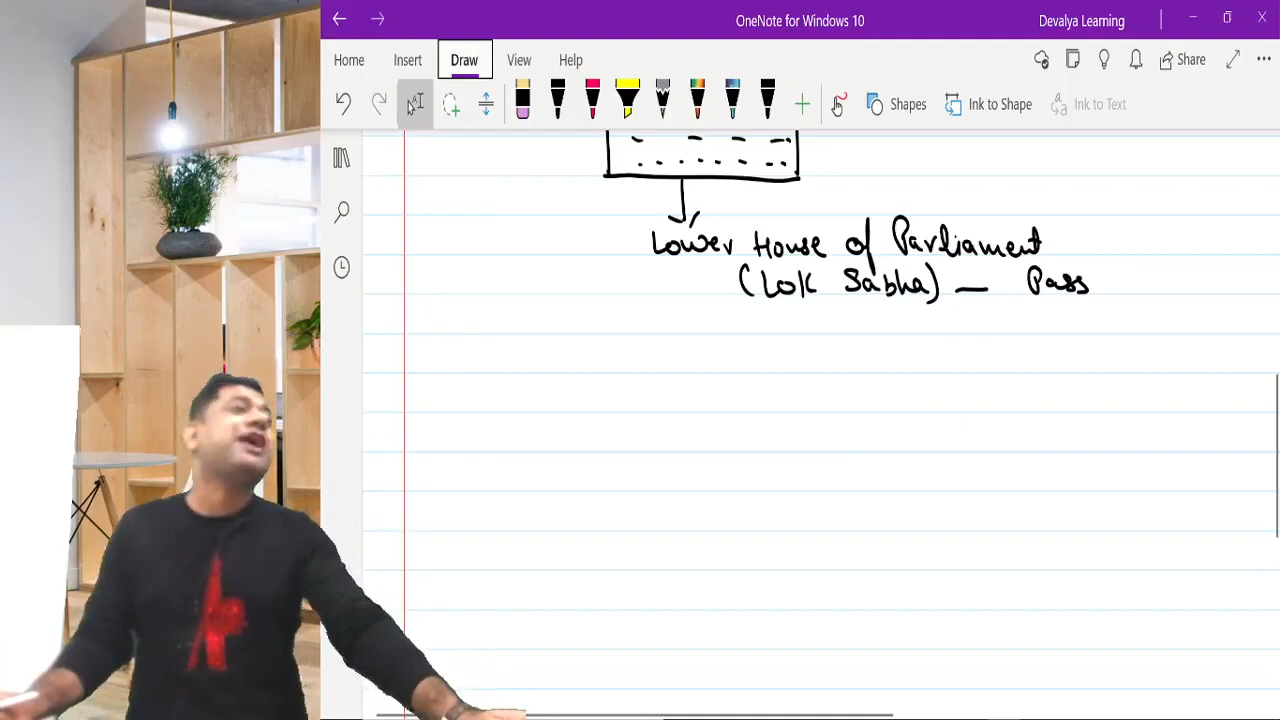 OneNote for Windows 10
Devalya Learning
Home
Insert
Draw
View
Help
Share
Shapes
Ink to Shape
Ink to Text
Lower House of Parliament
(Lok Sabha) — Pass